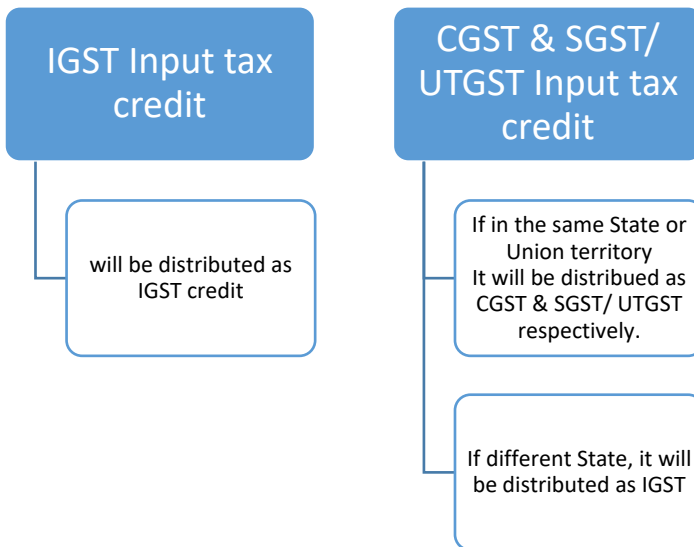 IGST Input tax
credit
will be distributed as
IGST credit
CGST & SGST/
UTGST Input tax
credit
If in the same State or
Union territory
It will be distribued as
CGST & SGST/ UTGST
respectively.
If different State, it will
be distributed as IGST